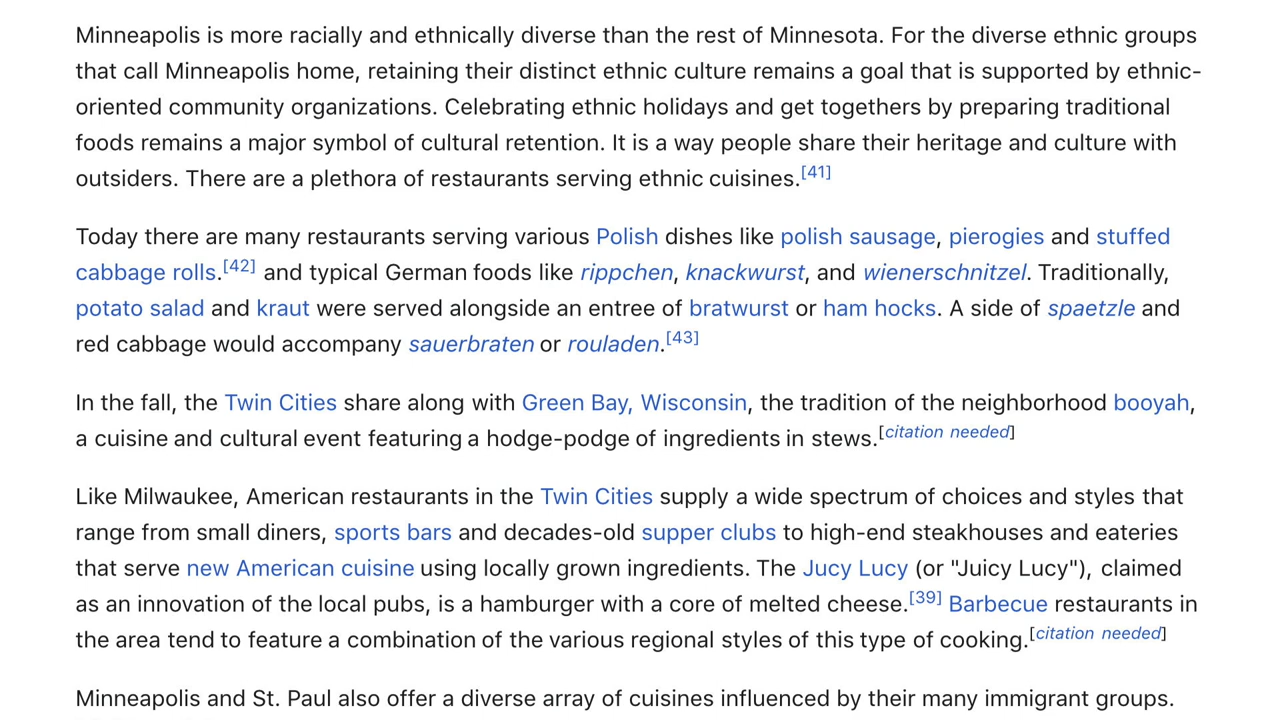 Minneapolis is more racially and ethnically diverse than the rest of Minnesota. For the diverse ethnic groups
that call Minneapolis home, retaining their distinct ethnic culture remains a goal that is supported by ethnic-
oriented community organizations. Celebrating ethnic holidays and get togethers by preparing traditional
foods remains a major symbol of cultural retention. It is a way people share their heritage and culture with
outsiders. There are a plethora of restaurants serving ethnic cuisines.[41]
Today there are many restaurants serving various Polish dishes like polish sausage, pierogies and stuffed
cabbage rolls.[42] and typical German foods like rippchen, knackwurst, and wienerschnitzel. Traditionally,
potato salad and kraut were served alongside an entree of bratwurst or ham hocks. A side of spaetzle and
red cabbage would accompany sauerbraten or rouladen.[43]
In the fall, the Twin Cities share along with Green Bay, Wisconsin, the tradition of the neighborhood booyah,
a cuisine and cultural event featuring a hodge-podge of ingredients in stews.[citation needed]
Like Milwaukee, American restaurants in the Twin Cities supply a wide spectrum of choices and styles that
range from small diners, sports bars and decades-old supper clubs to high-end steakhouses and eateries
that serve new American cuisine using locally grown ingredients. The Jucy Lucy (or "Juicy Lucy"), claimed
as an innovation of the local pubs, is a hamburger with a core of melted cheese.[39] Barbecue restaurants in
the area tend to feature a combination of the various regional styles of this type of cooking.[citation needed]
Minneapolis and St. Paul also offer a diverse array of cuisines influenced by their many immigrant groups.